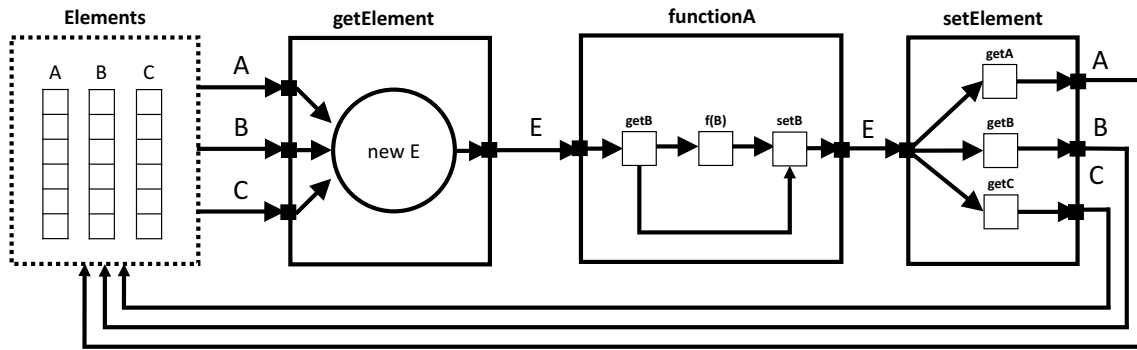 Elements
getElement
functionA
setElement
A B C
A
B
C
new E
E
getB
f(B)
setB
E
getA
getB
getC
A
B
C